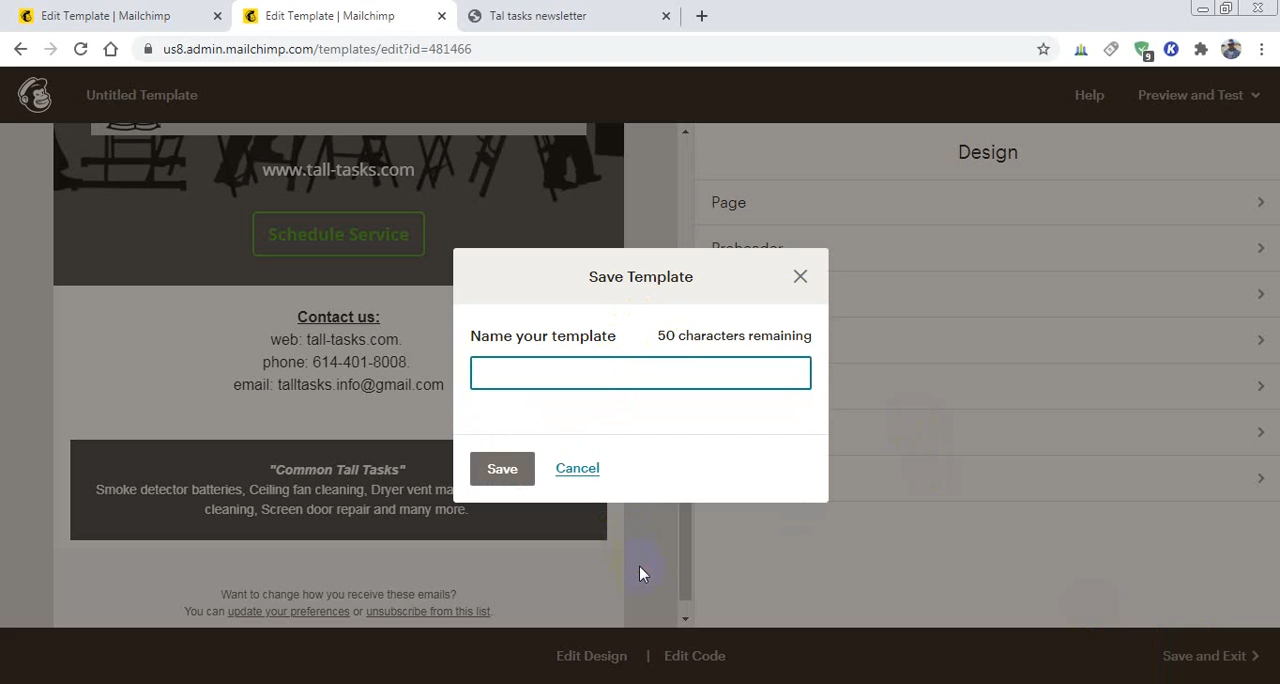 Edit Template | Mailchimp
Edit Template | Mailchimp
Tal tasks newsletter
us8.admin.mailchimp.com/templates/edit?id=481466
9
K
Untitled Template
Help
Preview and Test
www.tall-tasks.com
Schedule Service
Contact us:
web: tall-tasks.com.
phone: 614-401-8008.
email: talltasks.info@gmail.com
"Common Tall Tasks"
Smoke detector batteries, Ceiling fan cleaning, Dryer vent
cleaning, Screen door repair and many more.
Want to change how you receive these emails?
You can update your preferences or unsubscribe from this list.
Design
Page
Preheader
Save Template
Name your template
50 characters remaining
Save
Cancel
Edit Design | Edit Code
Save and Exit